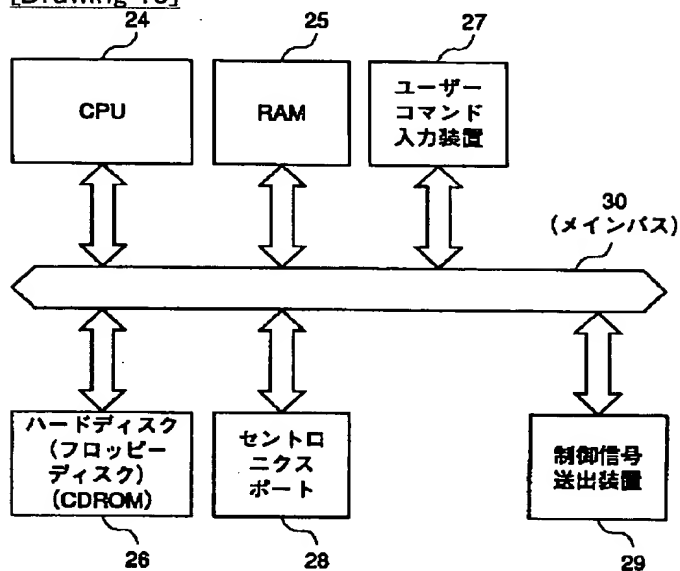 24
25
27
CPU
RAM
ユーザー
コマンド
入力装置
30
(メインバス)
ハードディスク
(フロッピー
ディスク)
(CDROM)
セントロ
ニクス
ポート
制御信号
送出装置
26
28
29